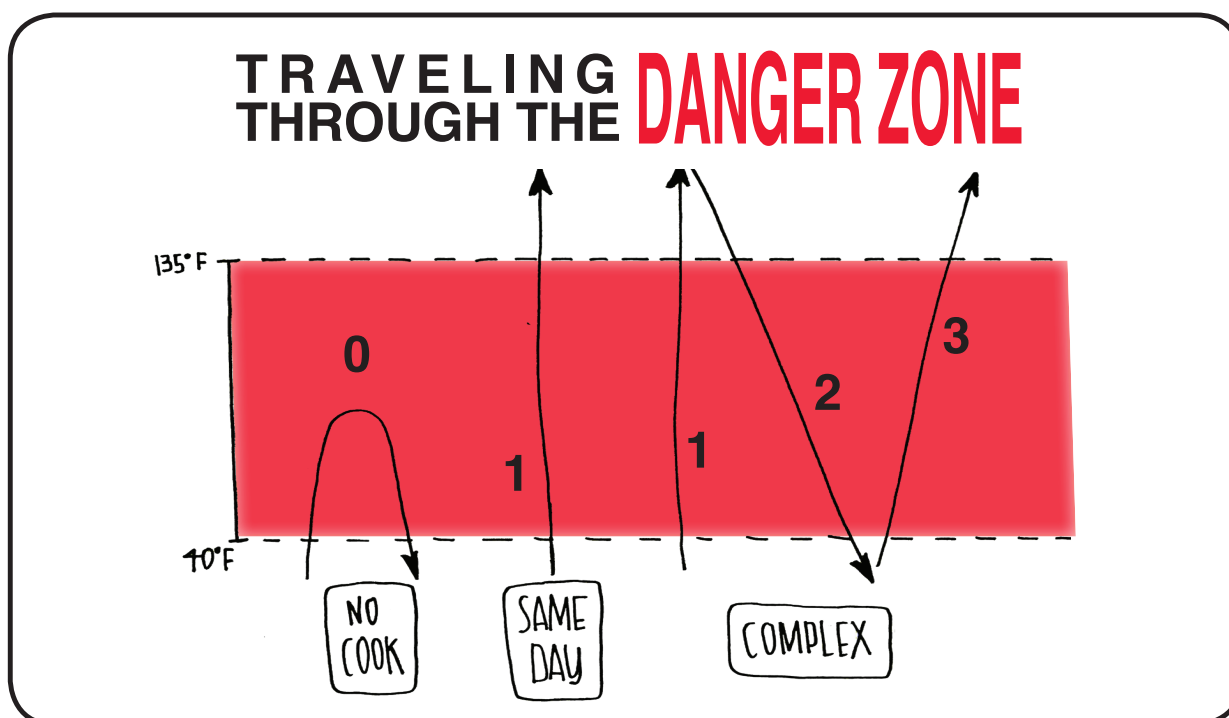 TRAVELING
THROUGH THE DANGER ZONE
135°F
0
3
2
1
1
40°F
NO
COOK
SAME
DAY
COMPLEX